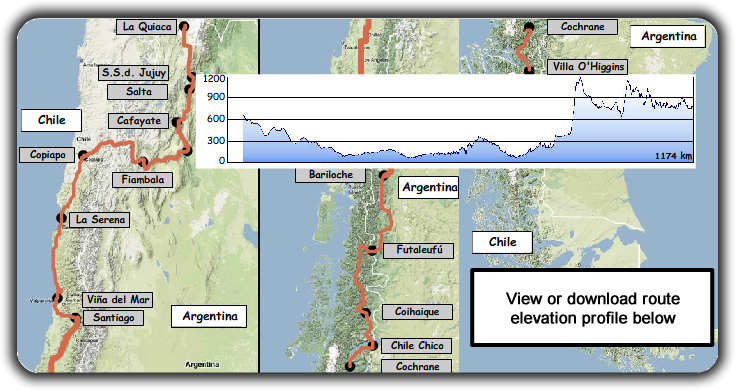 La Quiaca
S.S.d. Jujuy
Salta
Chile
Cafayate
Copiapo
Fiambala
La Serena
Viña del Mar
Santiago
Argentina
Argentina
1200
900
600
300
0
1174 km
Bariloche
Argentina
Futaleufú
Coihaique
Chile Chico
Cochrane
Cochrane
Argentina
Villa O'Higgins
Chile
View or download route
elevation profile below